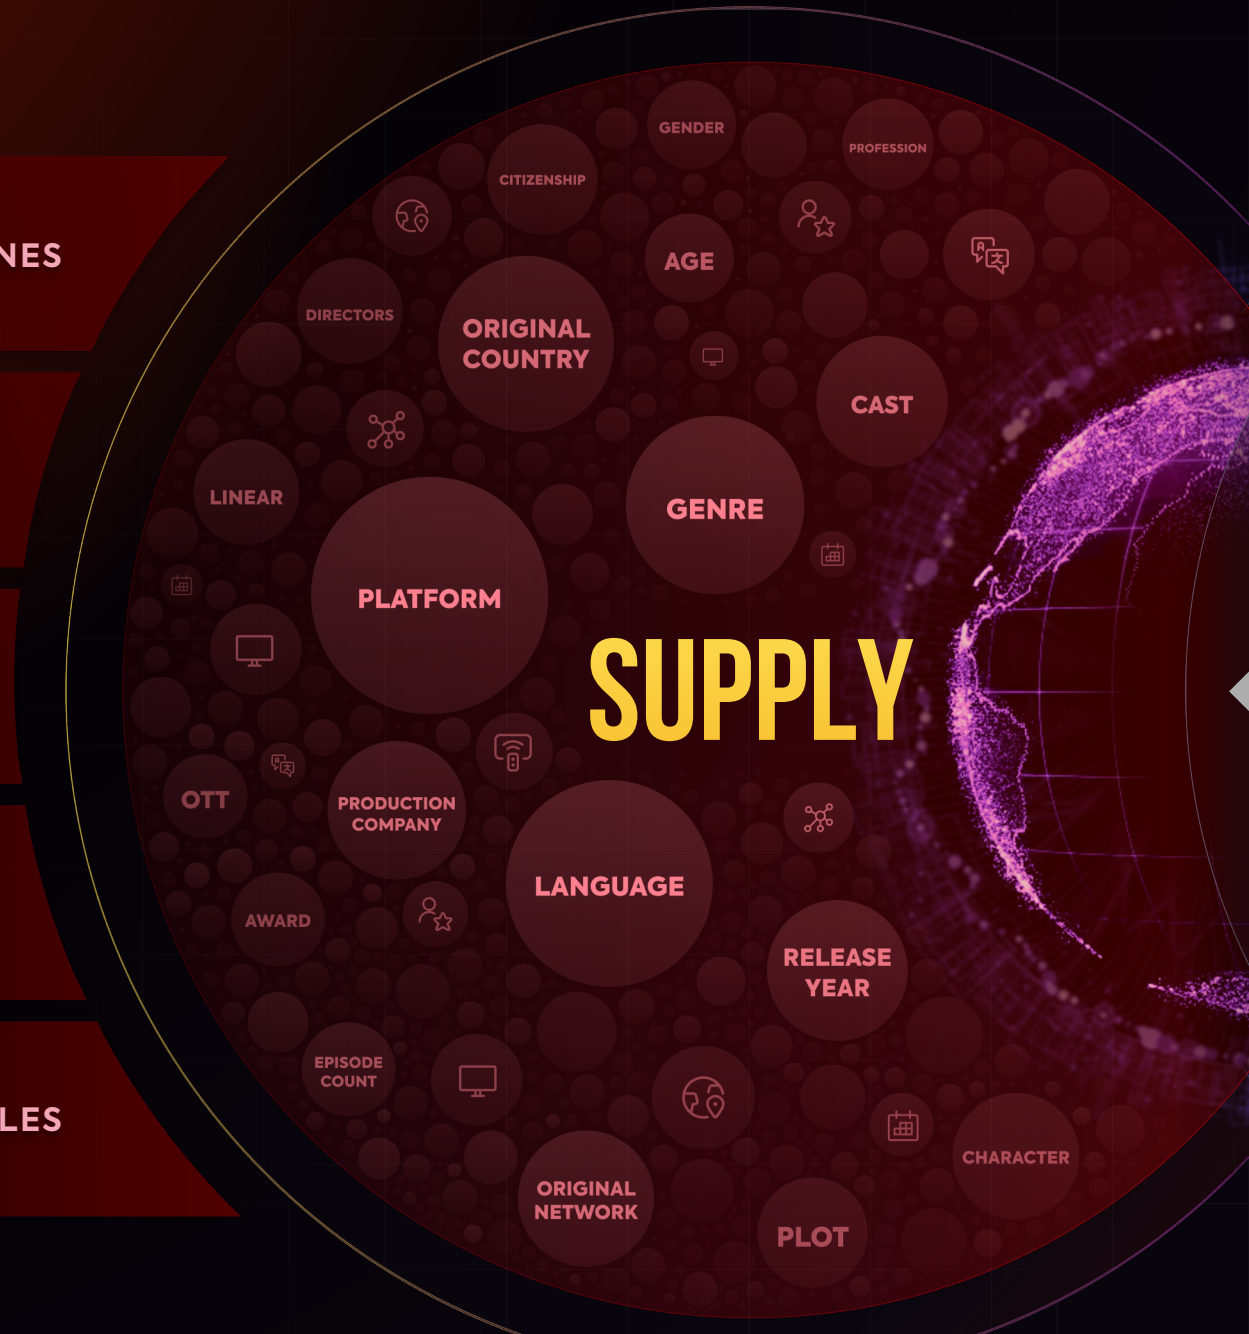 GENDER
PROFESSION
CITIZENSHIP
NES
AGE
DIRECTORS
ORIGINAL
COUNTRY
CAST
LINEAR
GENRE
PLATFORM
SUPPLY
OTT
PRODUCTION
COMPANY
LANGUAGE
AWARD
RELEASE
YEAR
EPISODE
COUNT
LES
CHARACTER
ORIGINAL
NETWORK
PLOT